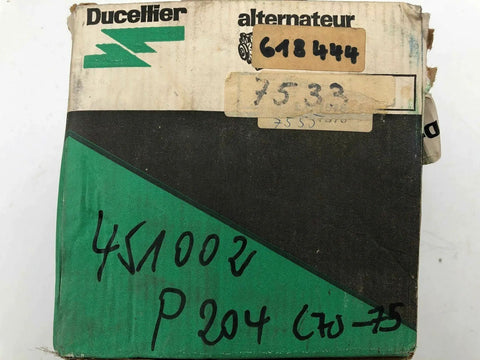 Ducellier
alternateur
618444
7533
451002
P 204 (70-75